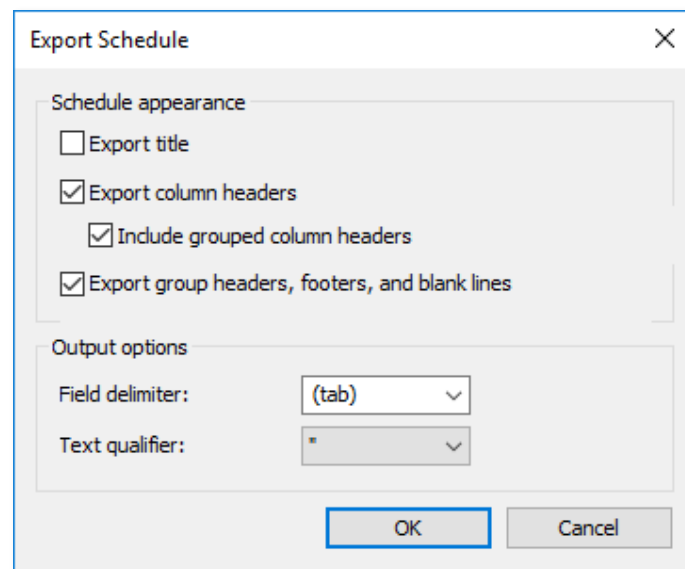 Export Schedule
Schedule appearance
Export title
Export column headers
Include grouped column headers
Export group headers, footers, and blank lines
Output options
Field delimiter: (tab)
Text qualifier: "
OK Cancel